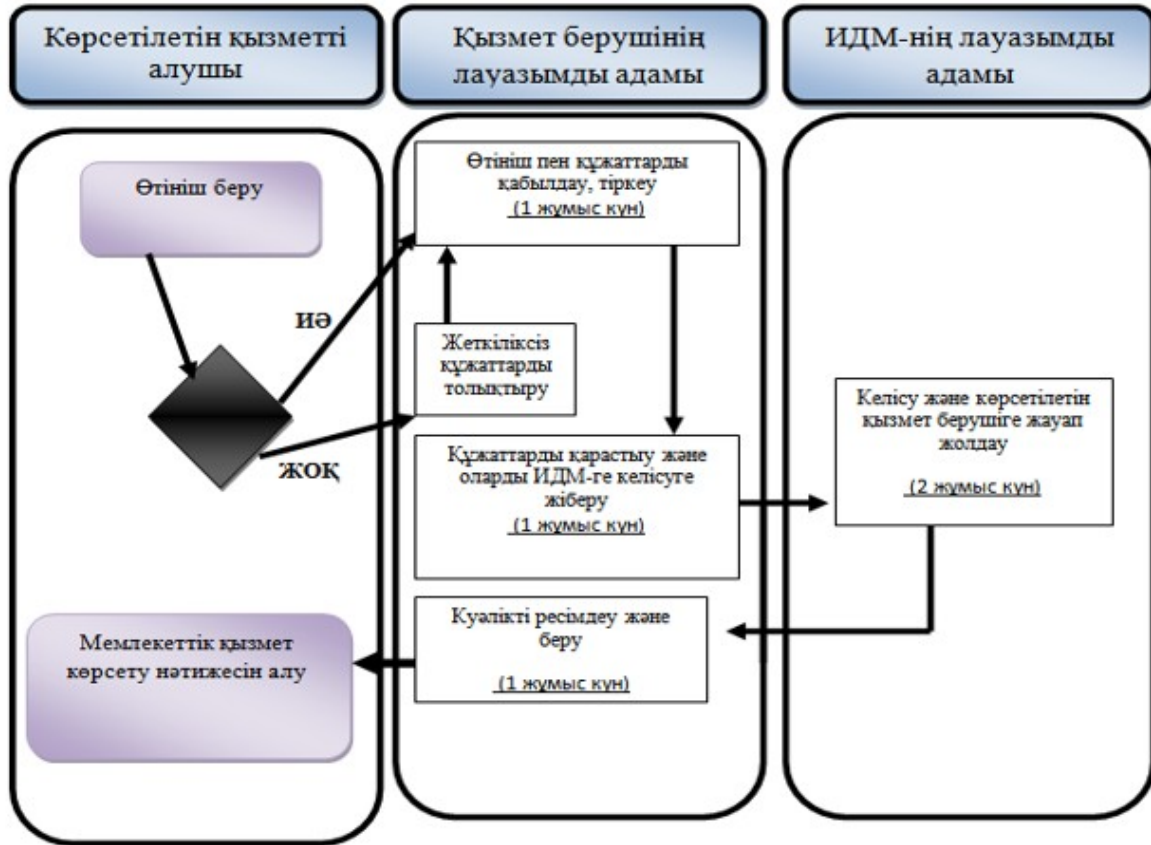 Көрсетілетін қызметті
алушы
Қызмет берушінің
лауазымды адамы
ИДМ-нің лауазымды
адамы
Өтініш беру
ИӘ
ЖОҚ
Мемлекеттік қызмет
көрсету нәтижесін алу
Өтініш пен құжаттарды
қабылдау, тіркеу
(1 жұмыс күн)
Жеткіліксіз
құжаттарды
толықтыру
Құжаттарды қарастыу және
оларды ИДМ-ге келісуге
жіберу
(1 жұмыс күн)
Куәлікті ресімдеу және
беру
(1 жұмыс күн)
Келісу және көрсетілетін
қызмет берушіге жауап
жолдау
(2 жұмыс күн)